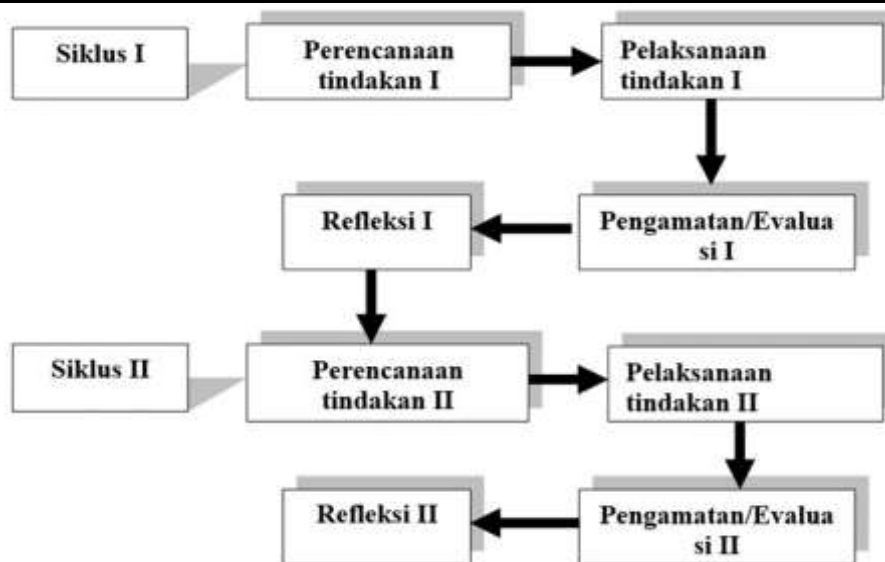 Siklus I
Perencanaan
tindakan I
Pelaksanaan
tindakan I
Refleksi I
Pengamatan/Evalua
si I
Siklus II
Perencanaan
tindakan II
Pelaksanaan
tindakan II
Refleksi II
Pengamatan/Evalua
si II